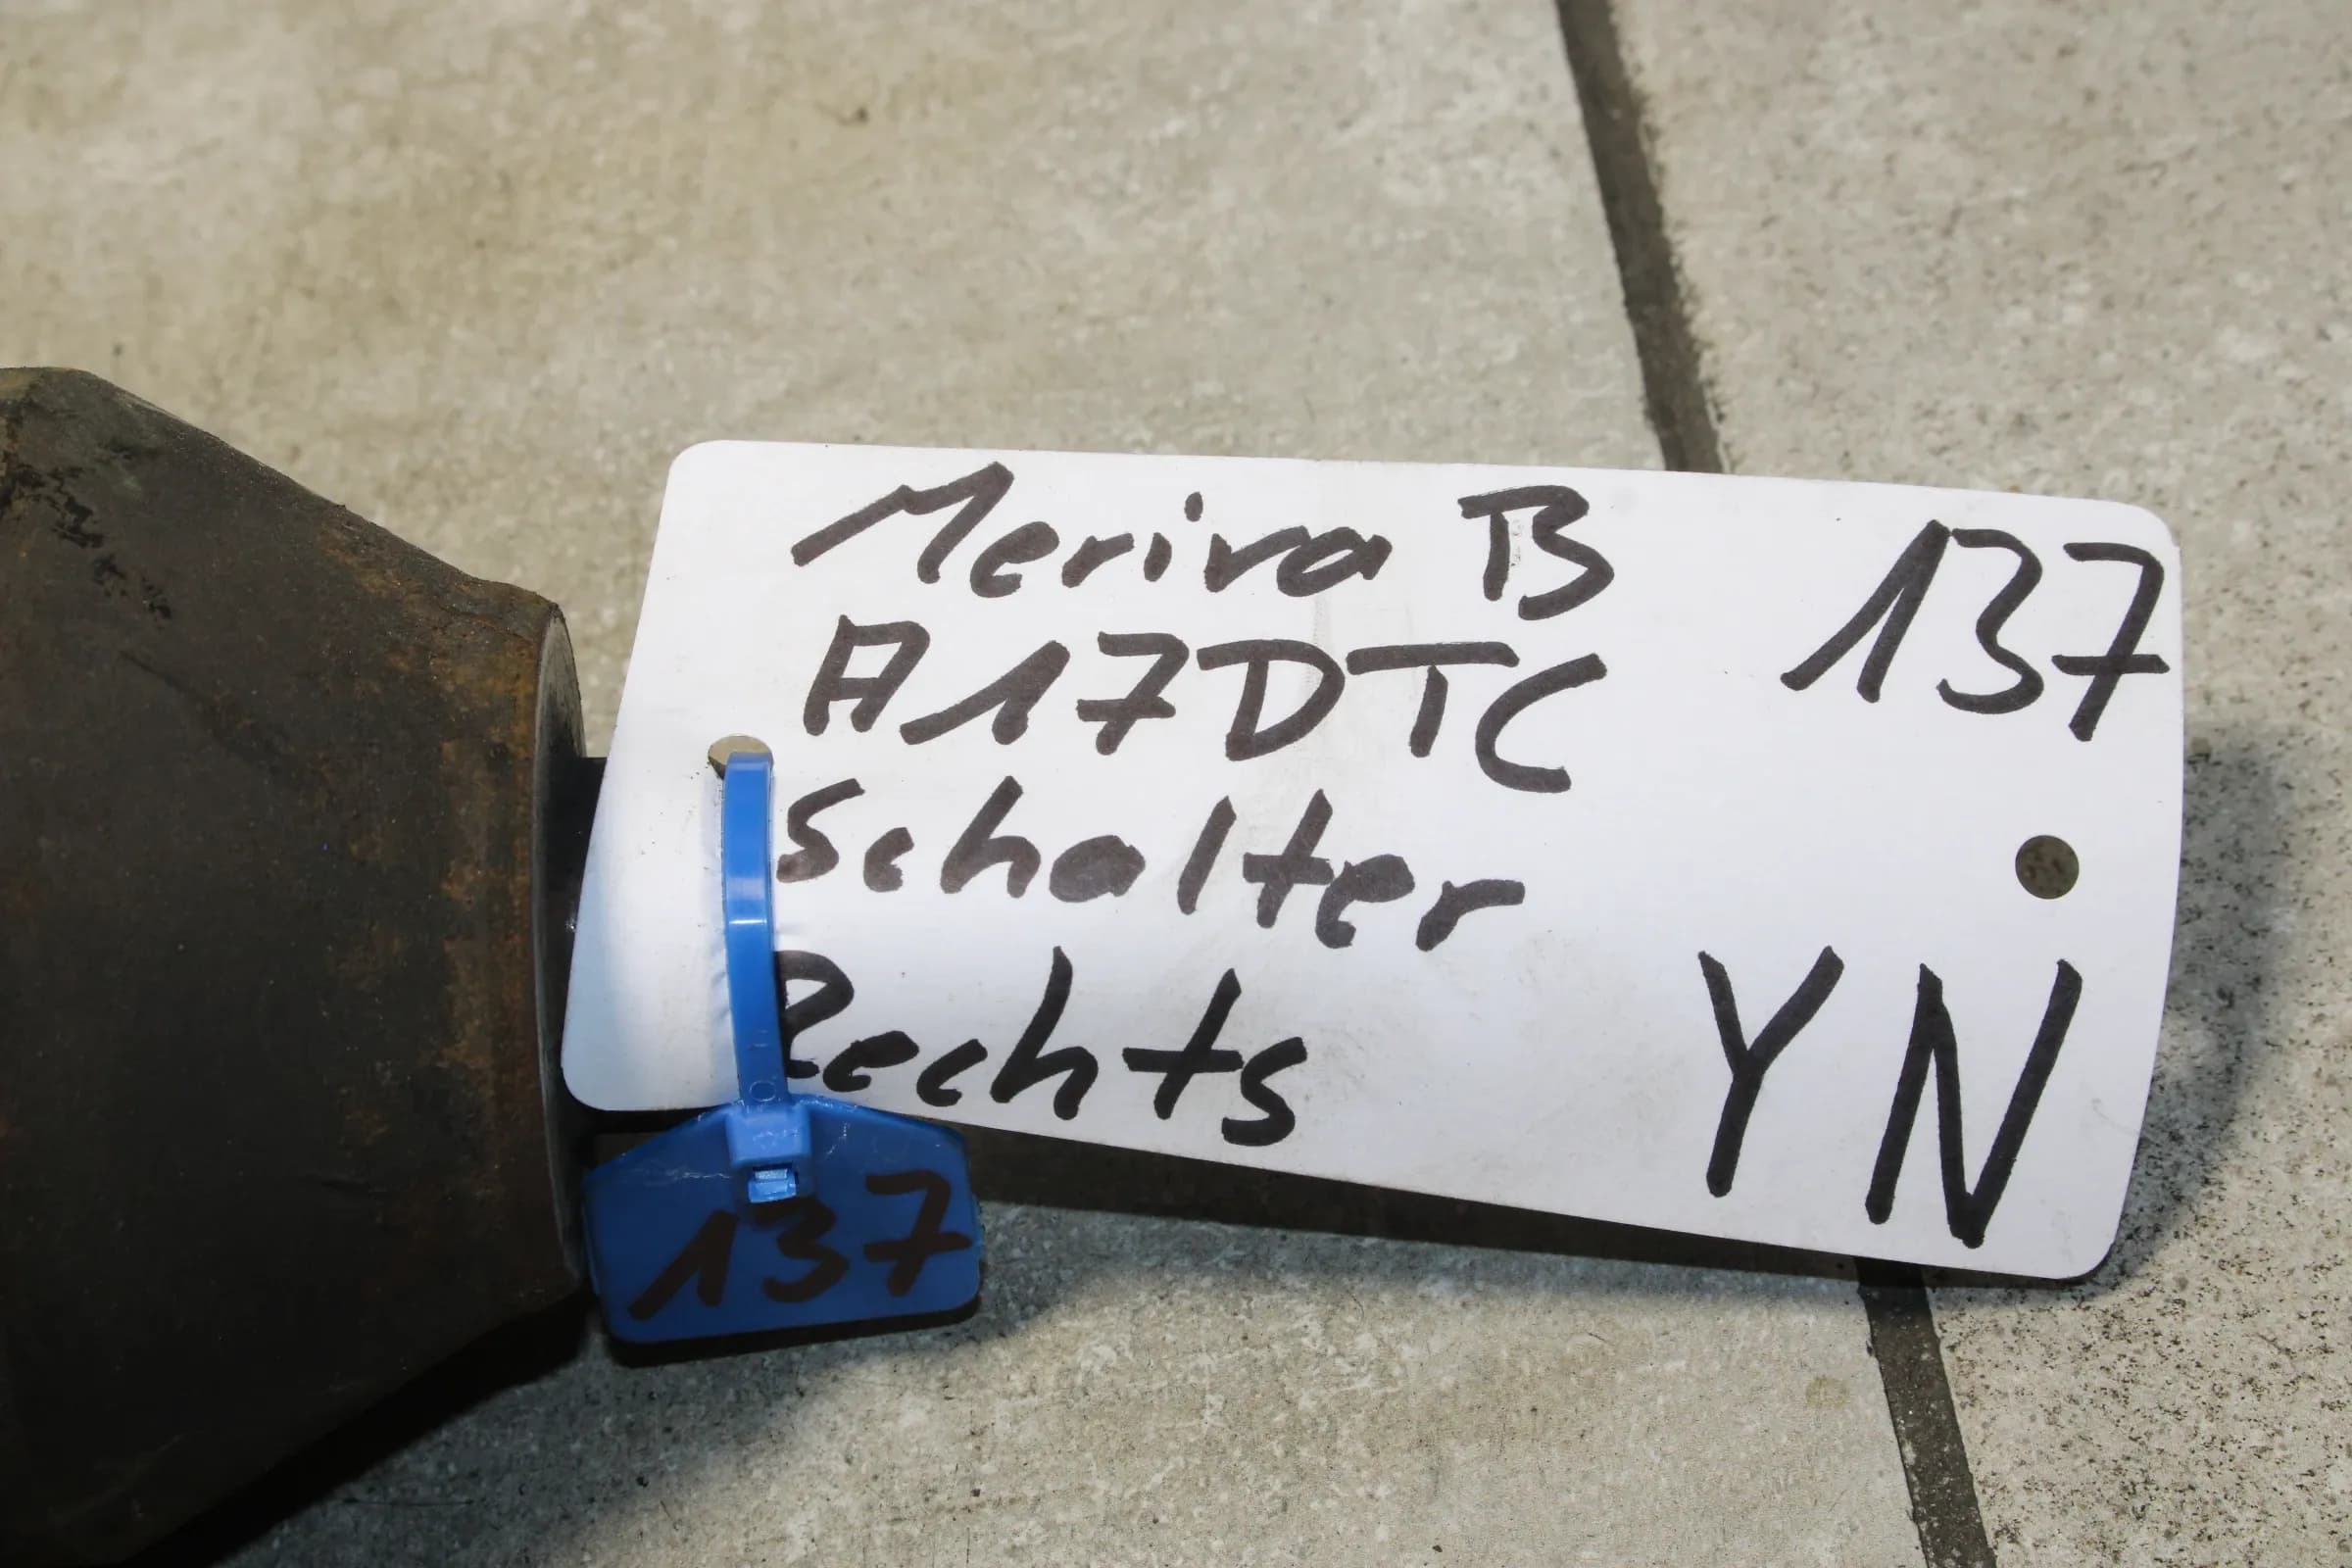 Meriva B
137
A17DTC
Schalter
Rechts
YN
137